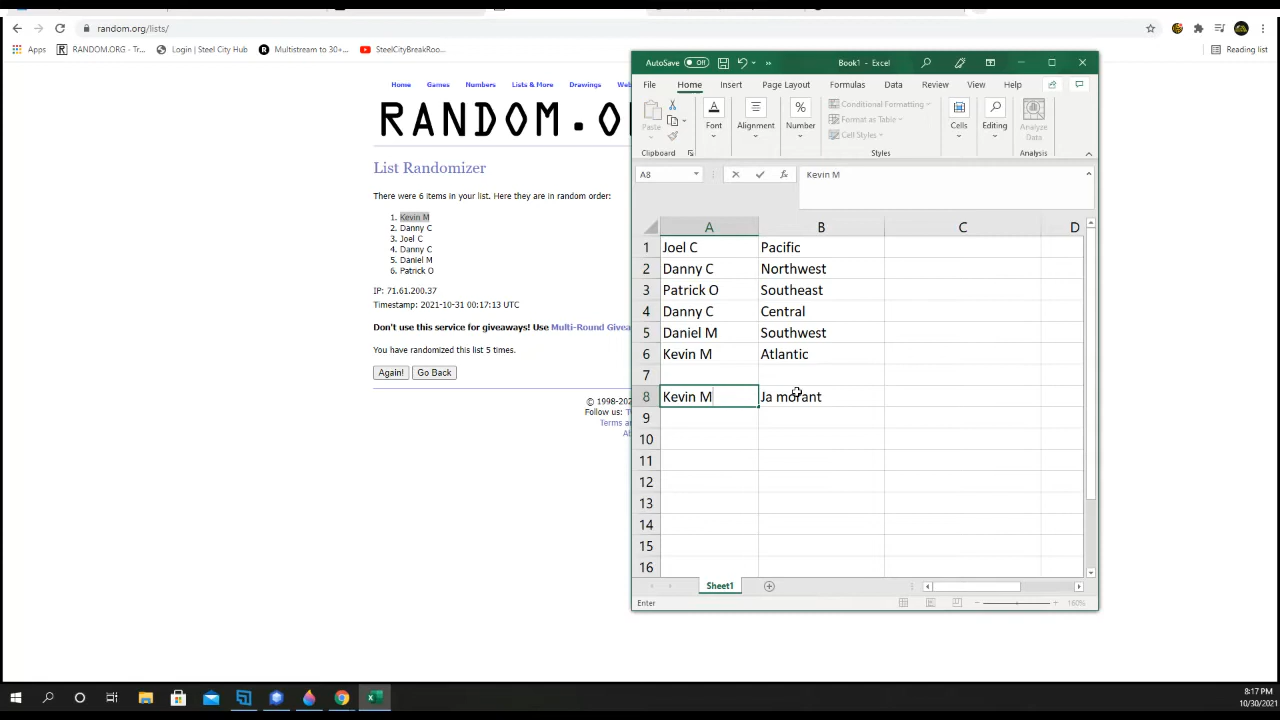 random.org/lists/
Apps
RANDOM.ORG - Tr...
Login | Steel City Hub
Multistream to 30+...
SteelCityBreakRoo...
Reading list
Home Games Numbers Lists & More Drawings
RANDOM.O
List Randomizer
There were 6 items in your list. Here they are in random order:
1. Kevin M
2. Danny C
3. Joel C
4. Danny C
5. Daniel M
6. Patrick O
IP: 71.61.200.37
Timestamp: 2021-10-31 00:17:13 UTC
Don't use this service for giveaways! Use Multi-Round Givea
You have randomized this list 5 times.
Again! Go Back
© 1998-202
Follow us:
Terms a
AutoSave Off
Book1 - Excel
File Home Insert Page Layout Formulas Data Review View Help
Paste
Font
Alignment
Number
Conditional Formatting
Format as Table
Cell Styles
Cells
Editing
Analyze
Data
Clipboard
Styles
Analysis
A8
Kevin M
A B C D
1 Joel C Pacific
2 Danny C Northwest
3 Patrick O Southeast
4 Danny C Central
5 Daniel M Southwest
6 Kevin M Atlantic
7
8 Kevin M Ja morant
9
10
11
12
13
14
15
16
Sheet1
Enter
160%
8:17 PM
10/30/2021